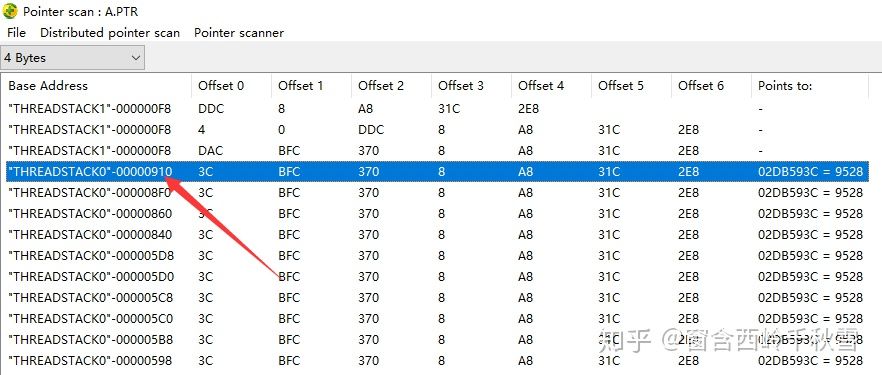 Pointer scan : A.PTR
File Distributed pointer scan Pointer scanner
4 Bytes
Base Address Offset 0 Offset 1 Offset 2 Offset 3 Offset 4 Offset 5 Offset 6 Points to:
"THREADSTACK1"-000000F8 DDC 8 A8 31C 2E8 -
"THREADSTACK1"-000000F8 4 0 DDC 8 A8 31C 2E8 -
"THREADSTACK1"-000000F8 DAC BFC 370 8 A8 31C 2E8 -
"THREADSTACK0"-00000910 3C BFC 370 8 A8 31C 2E8 02DB593C = 9528
"THREADSTACK0"-000008F0 3C BFC 370 8 A8 31C 2E8 02DB593C = 9528
"THREADSTACK0"-00000860 3C BFC 370 8 A8 31C 2E8 02DB593C = 9528
"THREADSTACK0"-00000840 3C BFC 370 8 A8 31C 2E8 02DB593C = 9528
"THREADSTACK0"-000005D8 3C BFC 370 8 A8 31C 2E8 02DB593C = 9528
"THREADSTACK0"-000005D0 3C BFC 370 8 A8 31C 2E8 02DB593C = 9528
"THREADSTACK0"-000005C8 3C BFC 370 8 A8 31C 2E8 02DB593C = 9528
"THREADSTACK0"-000005C0 3C BFC 370 8 A8 31C 2E8 02DB593C = 9528
"THREADSTACK0"-000005B8 3C BFC 370 8 A8 31C 2E8 02DB593C = 9528
"THREADSTACK0"-00000598 3C BFC 370 8 A8 31C 2E8 02DB593C = 9528
知乎 @窗含西岭千秋雪